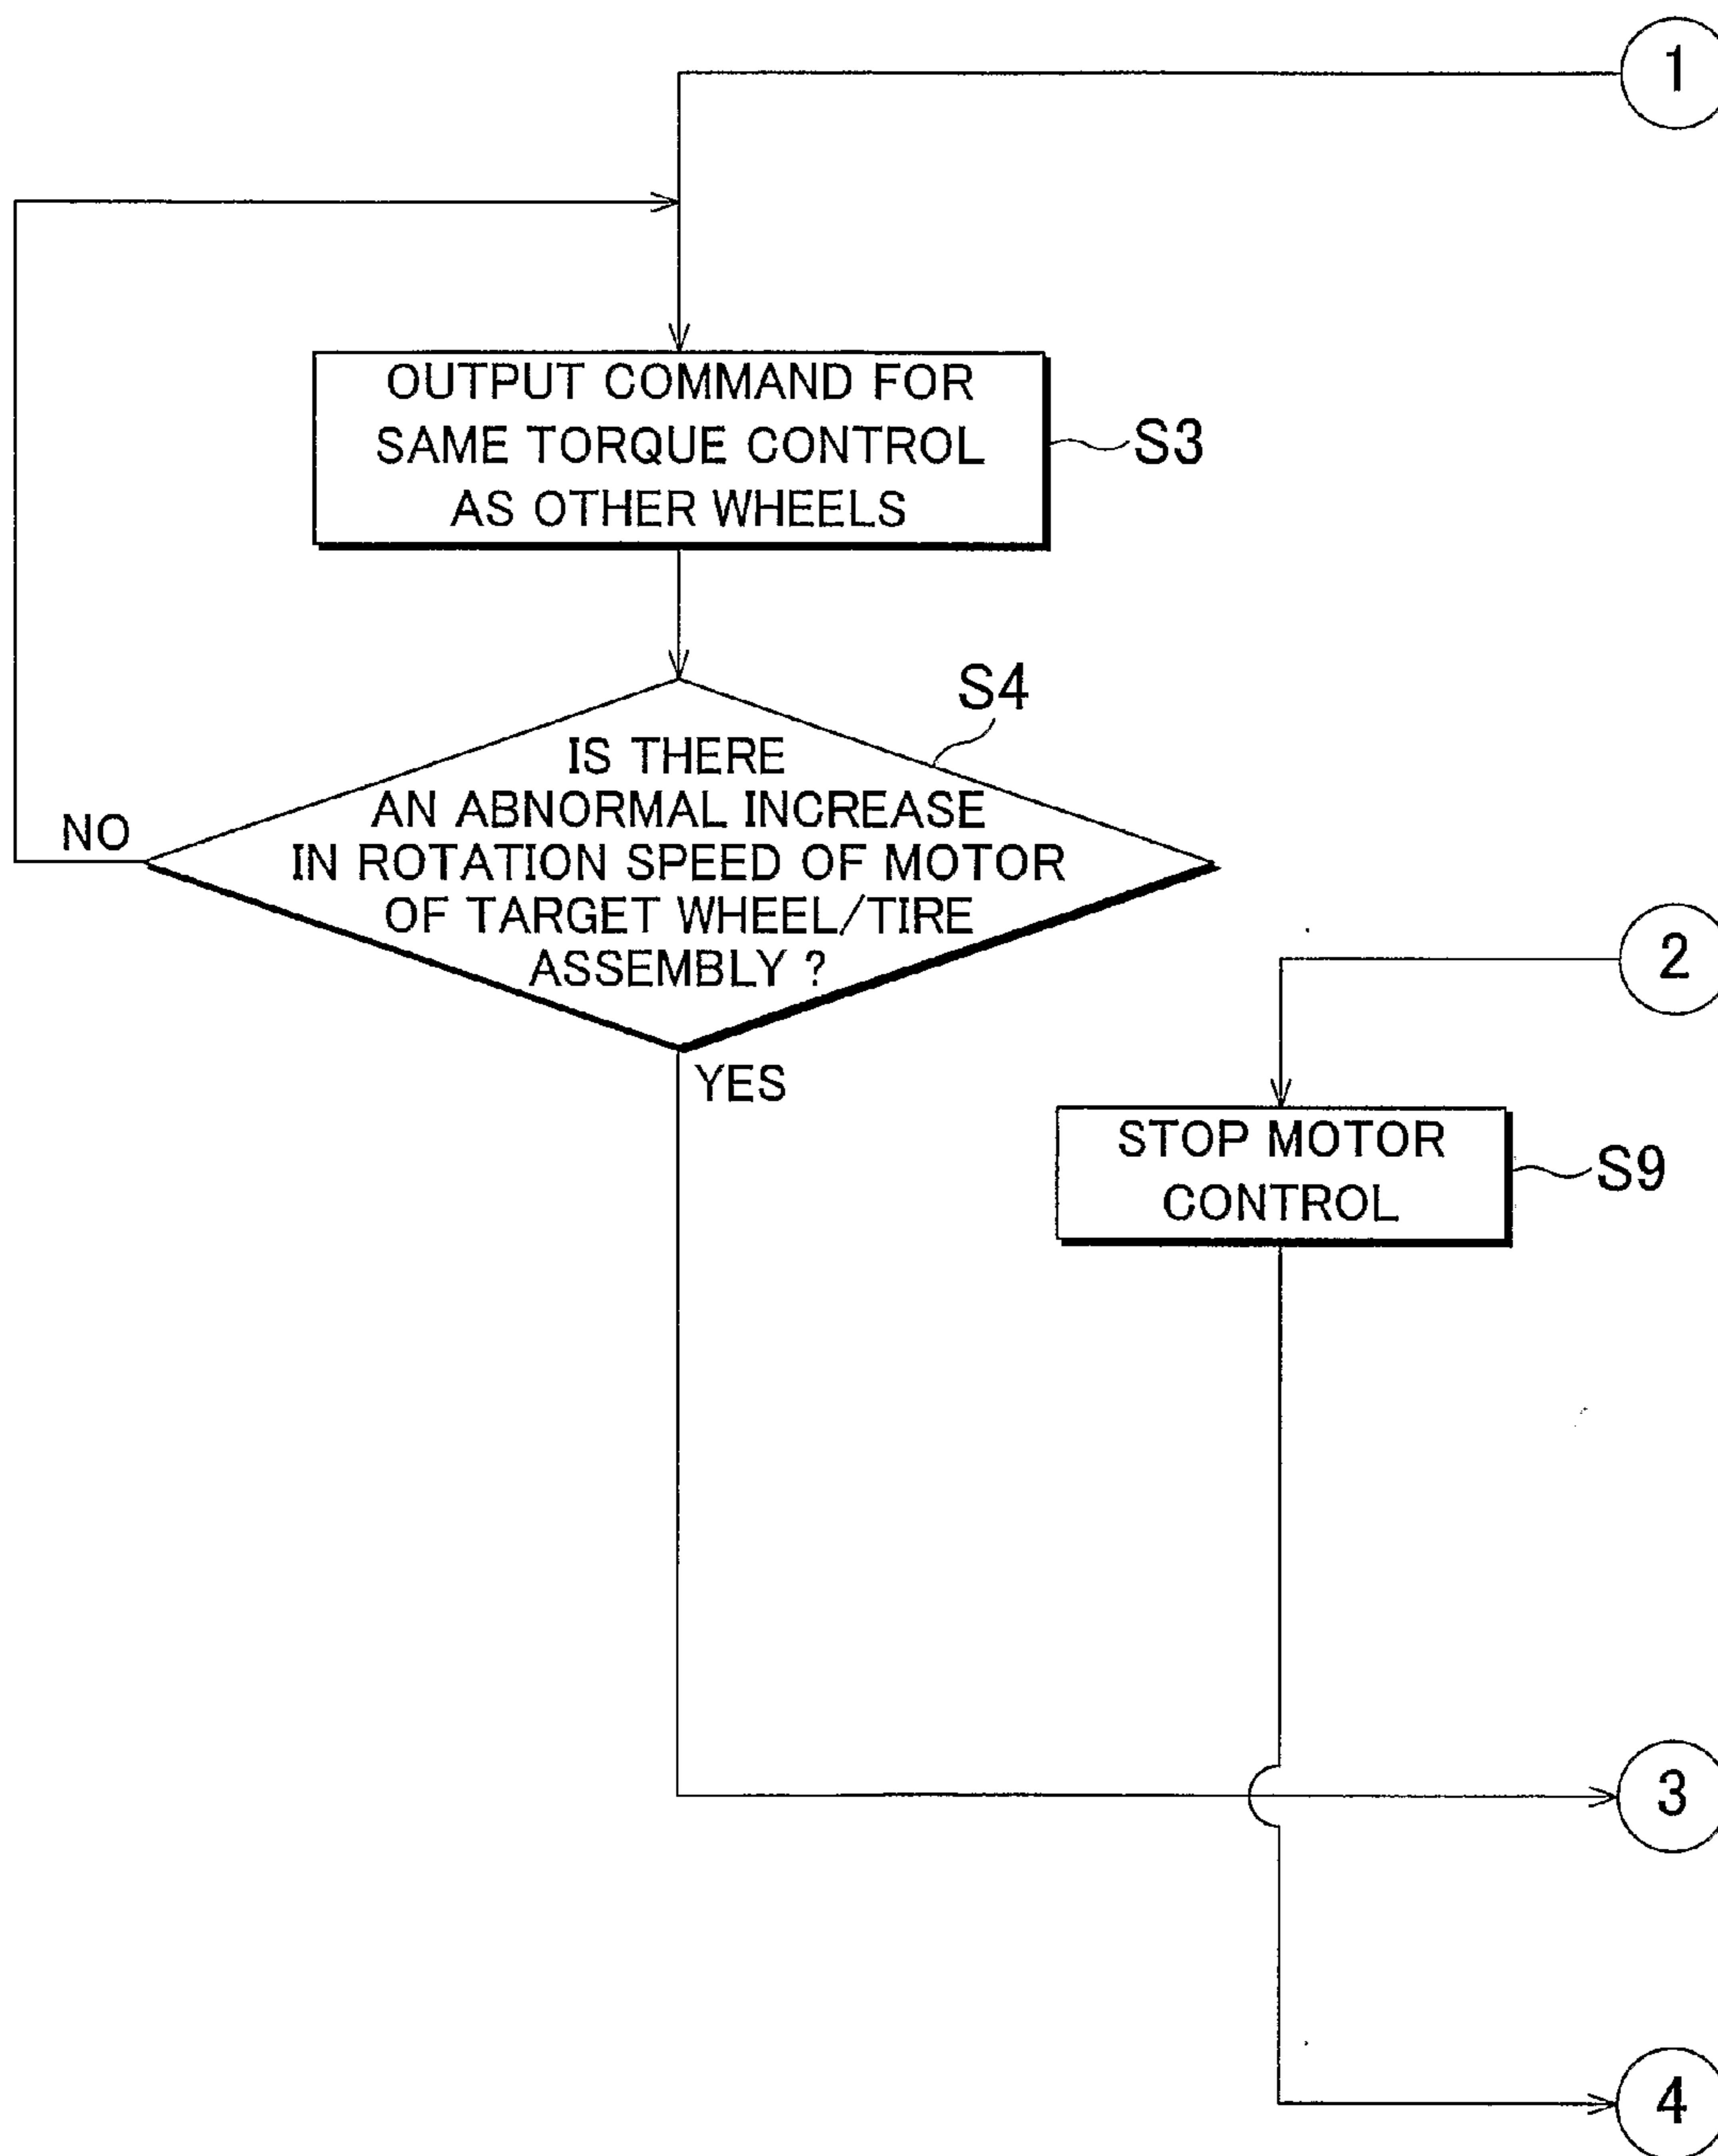 1
OUTPUT COMMAND FOR
SAME TORQUE CONTROL
AS OTHER WHEELS
S3
S4
IS THERE
AN ABNORMAL INCREASE
IN ROTATION SPEED OF MOTOR
OF TARGET WHEEL/TIRE
ASSEMBLY ?
NO
YES
2
STOP MOTOR
CONTROL
S9
3
4